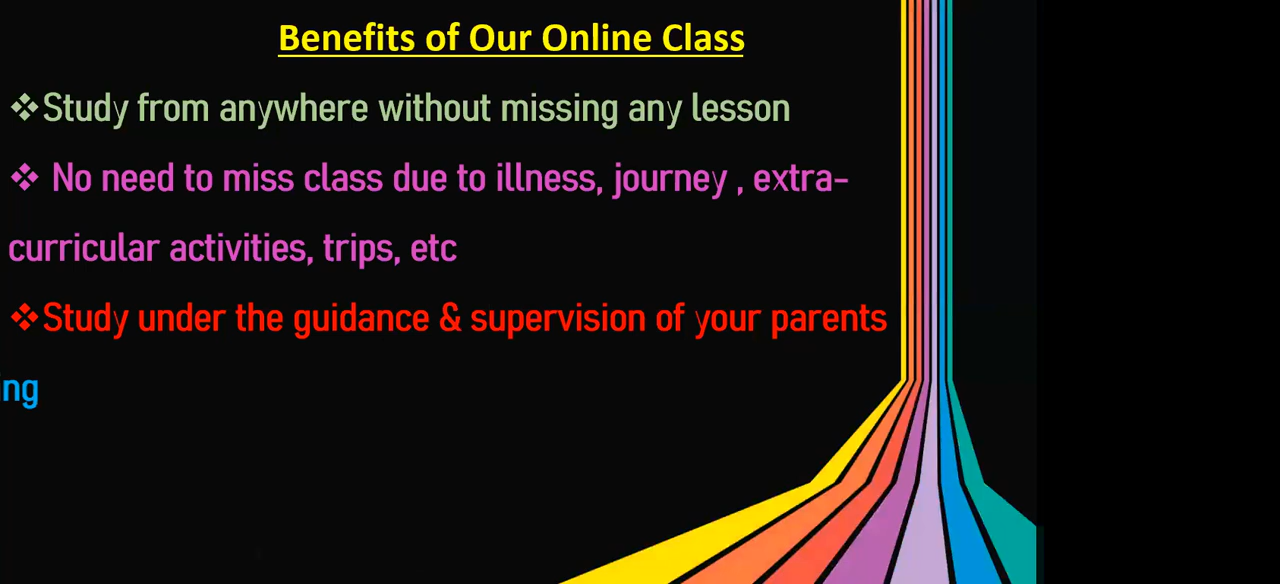 Benefits of Our Online Class
❖Study from anywhere without missing any lesson
❖ No need to miss class due to illness, journey , extra-
curricular activities, trips, etc
❖Study under the guidance & supervision of your parents